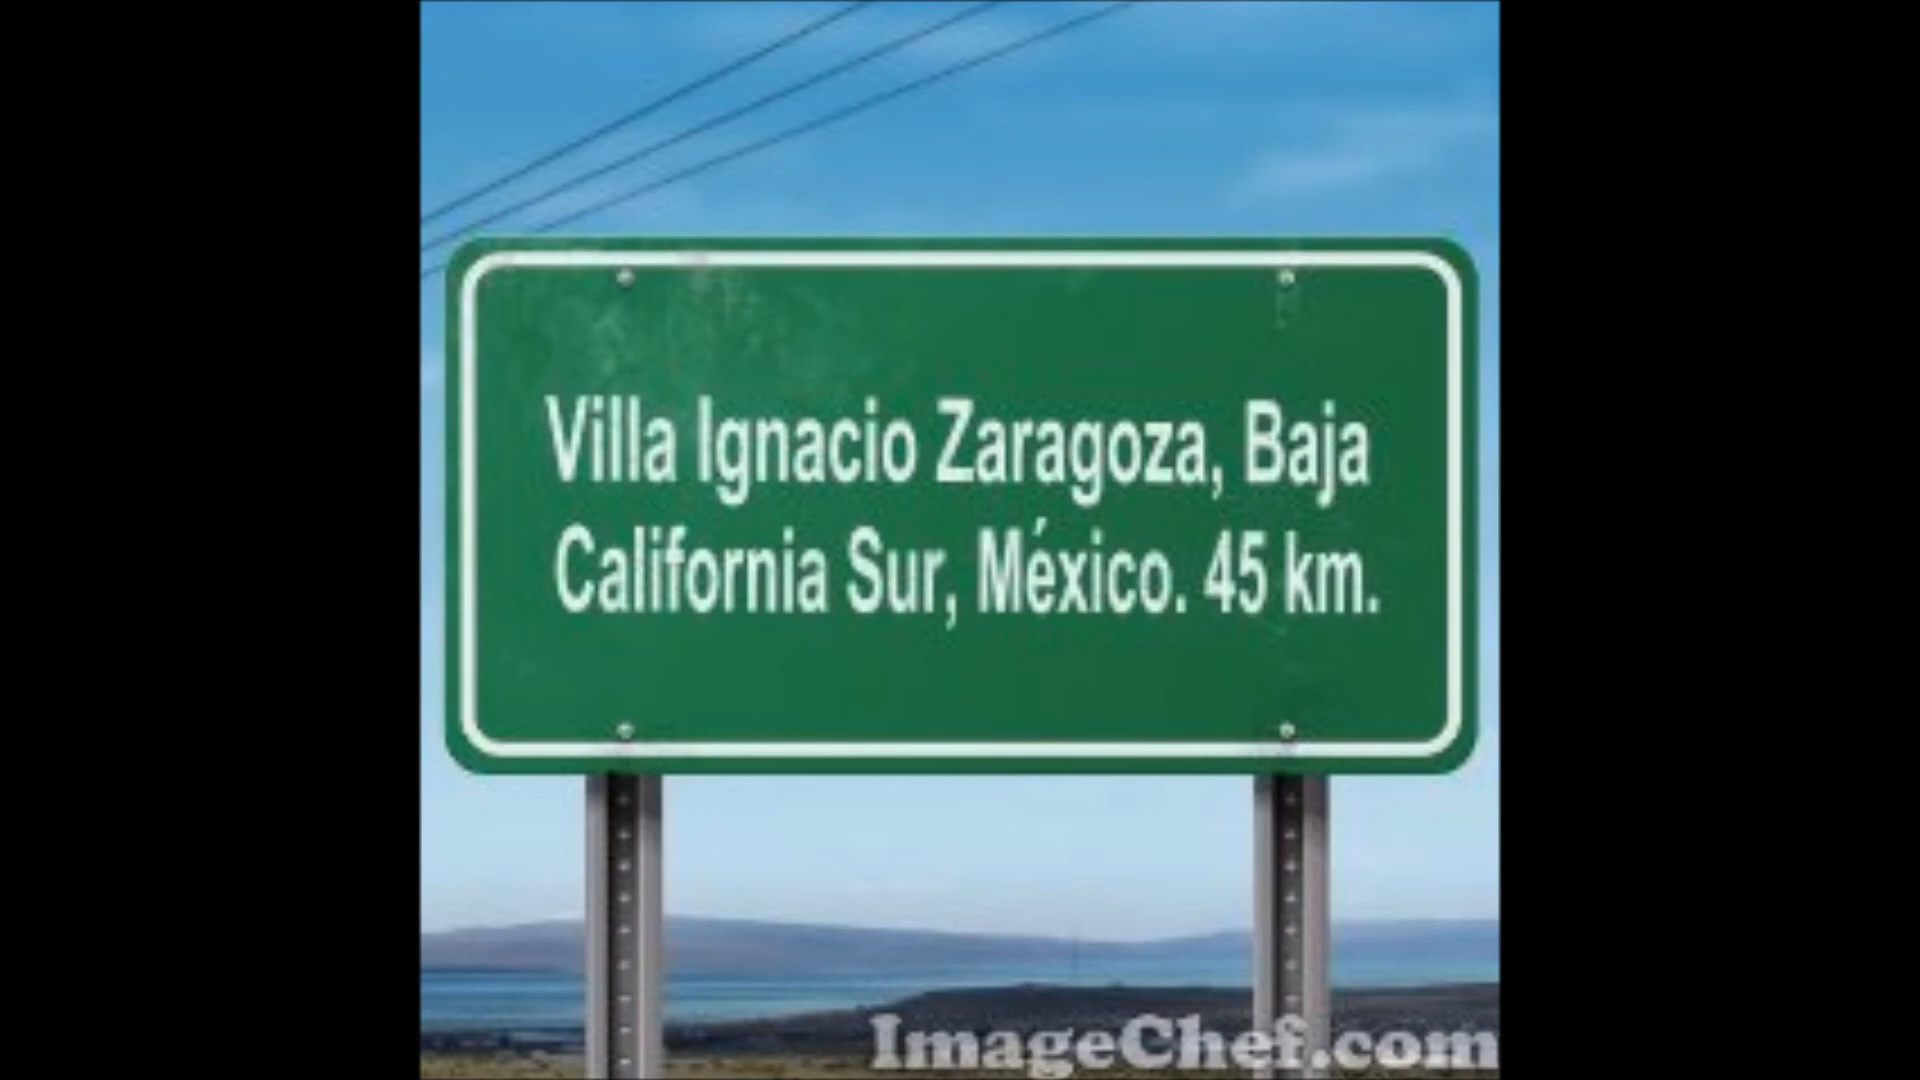 Villa Ignacio Zaragoza, Baja
California Sur, México. 45 km.
ImageChef.com